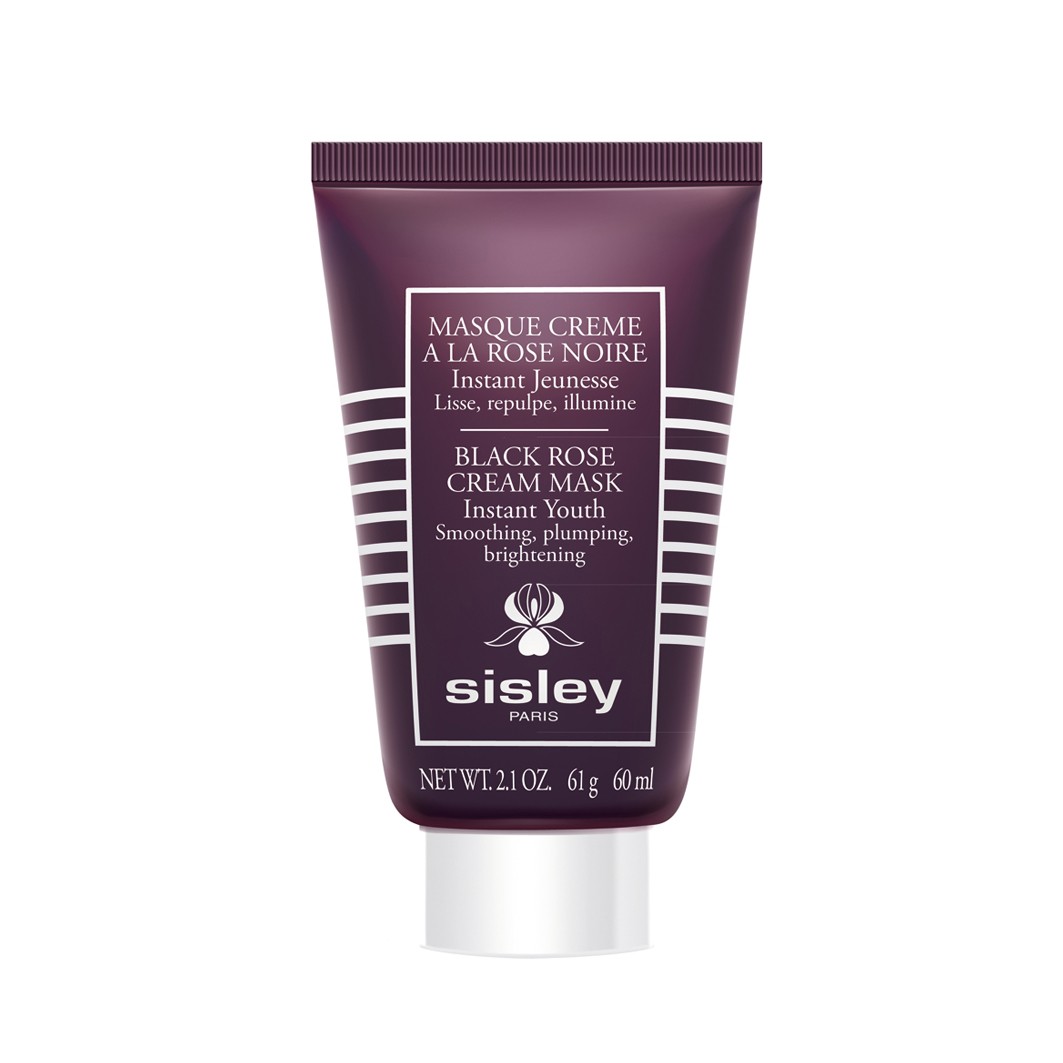 MASQUE CREME
A LA ROSE NOIRE
Instant Jeunesse
Lisse, repulpe, illumine
BLACK ROSE
CREAM MASK
Instant Youth
Smoothing, plumping,
brightening
sisley
PARIS
NET WT. 2.1 OZ. 61 g 60 ml